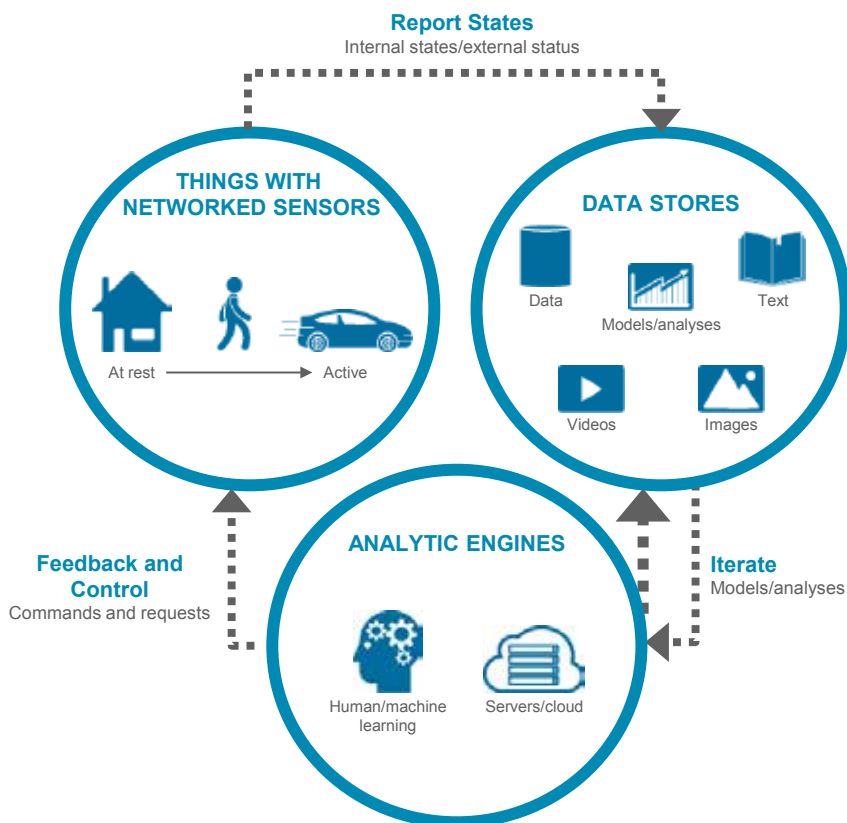 Report States
Internal states/external status
THINGS WITH
NETWORKED SENSORS
At rest
Active
DATA STORES
Data
Models/analyses
Text
Videos
Images
Feedback and
Control
Commands and requests
ANALYTIC ENGINES
Human/machine
learning
Servers/cloud
Iterate
Models/analyses